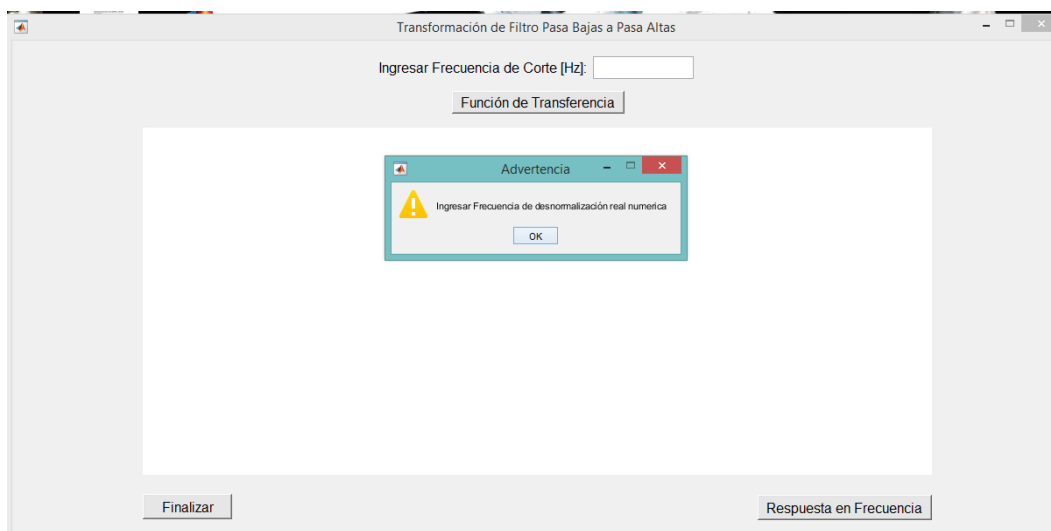 Transformación de Filtro Pasa Bajas a Pasa Altas
Ingresar Frecuencia de Corte [Hz]:
Función de Transferencia
Advertencia
Ingresar Frecuencia de desnormalización real numerica
OK
Finalizar
Respuesta en Frecuencia